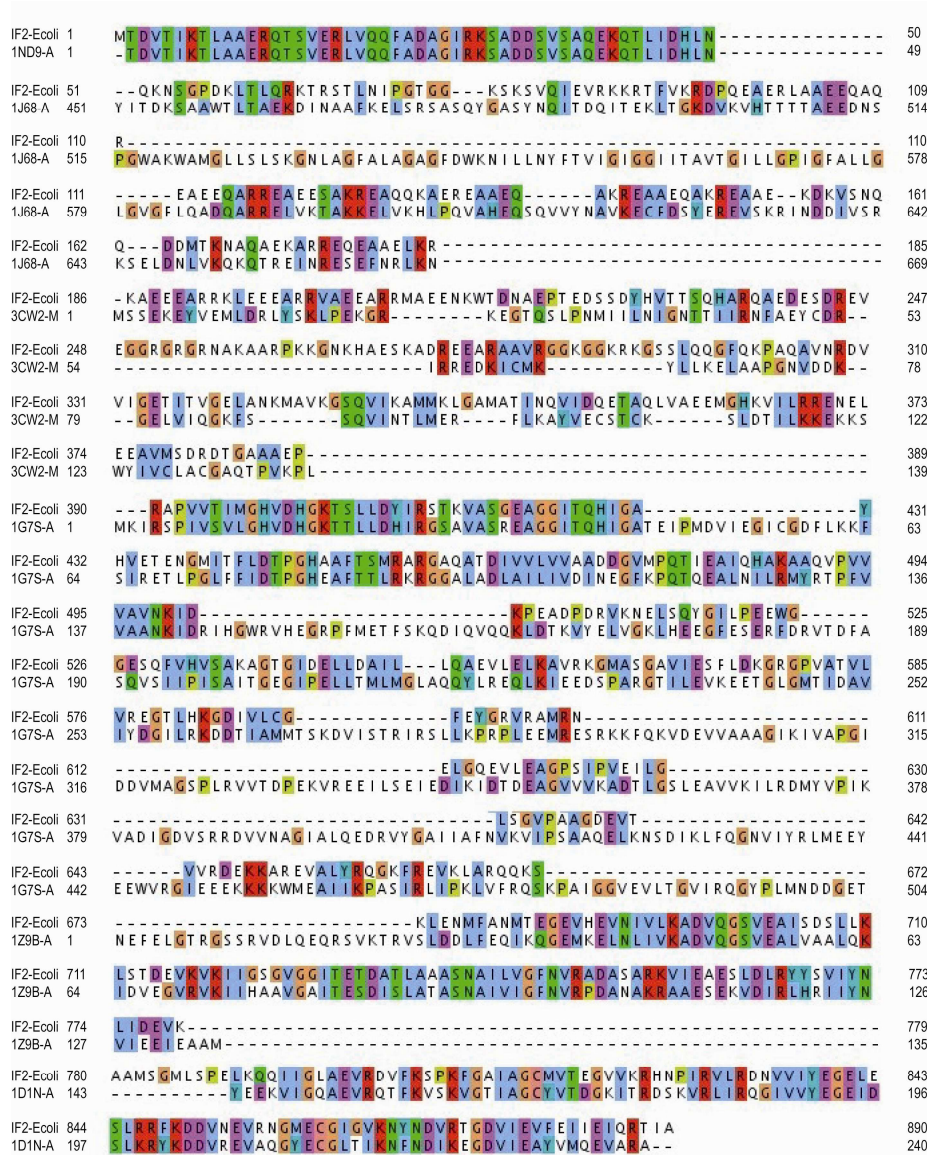 IF2-Ecoli 1 MTDVTIKTLAAERQTSVERLVQQFADAGIRKSADDSVSAQEKQTLIDHLN-------------- 50
1ND9-A 1 -TDVTIKTLAAERQTSVERLVQQFADAGIRKSADDSVSAQEKQTLIDHLN-------------- 49
IF2-Ecoli 51 --QKNSGPDKLTLQRKTRSTLNIPGTGG--KSKSVQIEVRKKRTFVKRDPQEAERLAAEEQAQ 109
1J68-A 451 YITDKSAAWTLTAEKDINAAFKELSRSASQYGASYNQITDQITEKLTGKDVKVHTTTTAEEDNS 514
IF2-Ecoli 110 R--------------------------------------------------------------- 110
1J68-A 515 PGWAKWAMGLLSLSKGNLAGFALAGAGFDWKNILLNYFTVIGIGGIITAVTGILLGPIGFALLG 578
IF2-Ecoli 111 -----EAEEQARREAEESAKREAQQKAEREAAEQ------AKREAAEQAKREAAE--KDKVSNQ 161
1J68-A 579 LGVGFLQADQARRELVKTAKKELVKHLPQVAHEQSQVVYNAVKECFDSYEREVSKRINDDIVSR 642
IF2-Ecoli 162 Q---DDMTKNAQAEKARREQEAAELKR------------------------------------- 185
1J68-A 643 KSELDNLVKQKQTREINRESEFNRLKN------------------------------------- 669
IF2-Ecoli 186 -KAEEEARRKLEEEARRVAEEARRMAEENKWTDNAEPTEDSSDYHVTTSQHARQAEDESDREV 247
3CW2-M 1 MSSEKEYVEMLDRLYSKLPEKGR--------KEGTQSLPNMIILNIGNTTIIRNFAEYCDR-- 53
IF2-Ecoli 248 EGGRGRGRNAKAARPKKGNKHAESKADREEARAAVRGGKGGKRKGSSLQQGFQKPAQAVNRDV 310
3CW2-M 54 ---------------------------IRREDKICMK----------YLLKELAAPGNVDDK-- 78
IF2-Ecoli 331 VIGETITVGELANKMAVKGSQVIKAMMKLGAMATINQVIDQETAQLVAEEMGHKVILRRENEL 373
3CW2-M 79 --GELVIQGKFS-------SQVINTLMER----FLKAYVECSTCK-----SLDTILKKEKKS 122
IF2-Ecoli 374 EEAVMSDRDTGAAAEP------------------------------------------------ 389
3CW2-M 123 WYIVCLACGAQTPVKPL----------------------------------------------- 139
IF2-Ecoli 390 ---RAPVVTIMGHVDHGKTSLLDYIRSTKVASGEAGGITQHIGA------------------Y 431
1G7S-A 1 MKIRSPIVSVLGHVDHGKTTLLDHIRGSAVASREAGGITQHIGATEIPMDVIEGICGDFLKKF 63
IF2-Ecoli 432 HVETENGMITFLDTPGHAAFTSMRARGAQATDIVVLVVAADDGVMPQTIEAIQHAKAAQVPVV 494
1G7S-A 64 SIRETLPGLFFIDTPGHEAFTTLRKRGGALADLAILIVDINEGFKPQTQEALNILRMYRTPFV 136
IF2-Ecoli 495 VAVNKID--------------------------KPEADPDRVKNELSQYGILPEEWG------ 525
1G7S-A 137 VAANKIDRIHGWRVHEGRPFMETFSKQDIQVQQKLDTKVYELVGKLHEEGFESERFDRVTDFA 189
IF2-Ecoli 526 GESQFVHVSAKAGTGIDELLDAIL---LQAEVLELKAVRKGMASGAVIESFLDKGRGPVATVL 585
1G7S-A 190 SQVSIIPISAITGEGIPELLTMLMGLAQQYLREQLKIEEDSPARGTILEVKEETGLGMTIDAV 252
IF2-Ecoli 576 VREGTLHKGDIVLCG-------------FEYGRVRAMRN------------------------ 611
1G7S-A 253 IYDGILRKDDTIAMMTSKDVISTRIRSLLKPRPLEEMRESRKKFQKVDEVVAAAGIKIVAPGI 315
IF2-Ecoli 612 ---------------------------ELGQEVLEAGPSIPVEILG----------------- 630
1G7S-A 316 DDVMAGSPLRVVTDPEKVREEILSEIEDIKIDTDEAGVVVKADTLGSLEAVVKILRDMYVPIK 378
IF2-Ecoli 631 --------------------------------LSGVPAAGDEVT------------------- 642
1G7S-A 379 VADIGDVSRRDVVNAGIALQEDRVYGAIIAFNVKVIPSAAQELKNSDIKLFQGNVIYRLMEEY 441
IF2-Ecoli 643 ------VVRDEKKAREVALYRQGKFREVKLARQQKS--------------------------- 672
1G7S-A 442 EEWVRGIEEEKKKKWMEAIIKPASIRLIPKLVFRQSKPAIGGVEVLTGVIRQGYPLMNDDGET 504
IF2-Ecoli 673 -------------------------KLENMFANMTEGEVHEVNIVLKADVQGSVEAISDSLLK 710
1Z9B-A 1 NEFELGTRGSSRVDLQEQRSVKTRVSLDDLFEQIKQGEMKELNLIVKADVQGSVEALVAALQK 63
IF2-Ecoli 711 LSTDEVKVKIIGSGVGGITETDATLAAASNAILVGFNVRADASARKVIEAESLDLRYYSVIYN 773
1Z9B-A 64 IDVEGVRVKIIHAAVGAITESDISLATASNAIVIGFNVRPDANAKRAAESEKVDIRLHRIIYN 126
IF2-Ecoli 774 LIDEVK---------------------------------------------------------- 779
1Z9B-A 127 VIEEIEAAM------------------------------------------------------- 135
IF2-Ecoli 780 AAMSGMLSPELKQQIIGLAEVRDVFKSPKFGAIAGCMVTEGVVKRHNPIRVLRDNVVIYEGELE 843
1D1N-A 143 ----------YEEKVIGQAEVRQTFKVSKVGTIAGCYVTDGKITRDSKVRLIRQGIVVYEGEID 196
IF2-Ecoli 844 SLRRFKDDVNEVRNGMECGIGVKNYNDVRTGDVIEVFEIIEIQRTIA 890
1D1N-A 197 SLKRYKDDVREVAQGYECGLTIKNFNDIKEGDVIEAYVMQEVARA-- 240